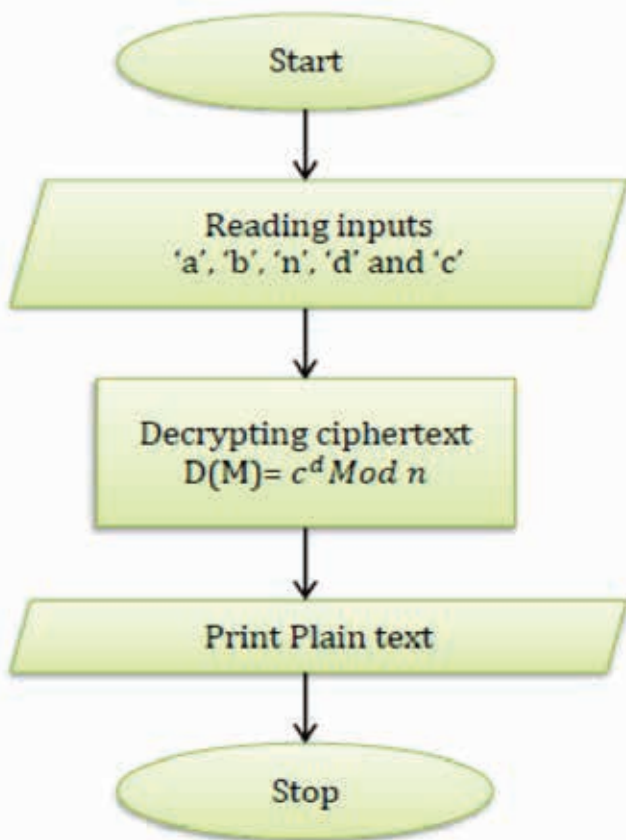 Start
Reading inputs
‘a’, ‘b’, ‘n’, ‘d’ and ‘c’
Decrypting ciphertext
D(M)= c^d Mod n
Print Plain text
Stop